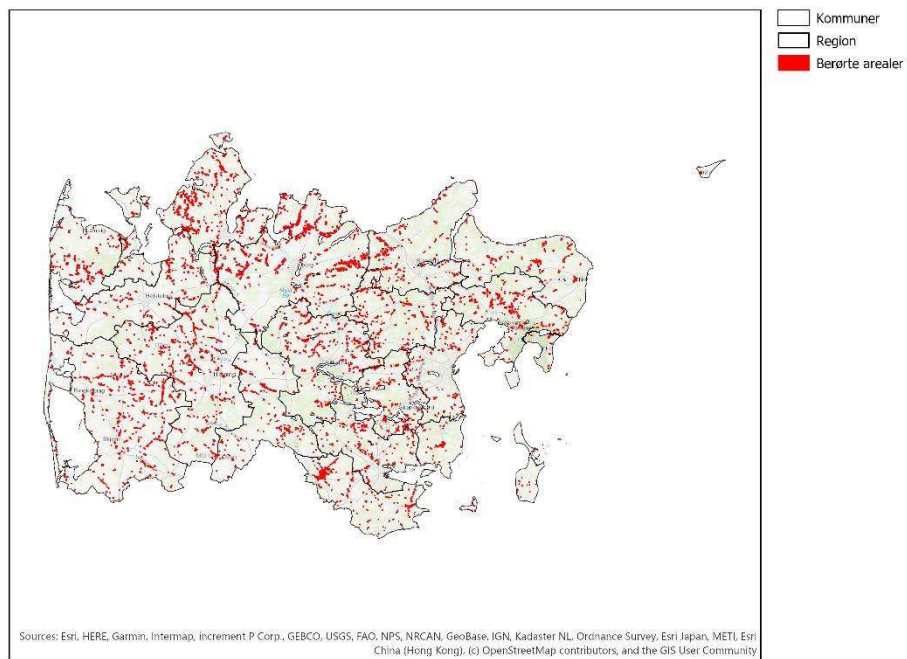 Kommuner
Region
Berørte arealer
Sources: Esri, HERE, Garmin, Intermap, increment P Corp., GEBCO, USGS, FAO, NPS, NRCAN, GeoBase, IGN, Kadaster NL, Ordnance Survey, Esri Japan, METI, Esri
China (Hong Kong), (c) OpenStreetMap contributors, and the GIS User Community